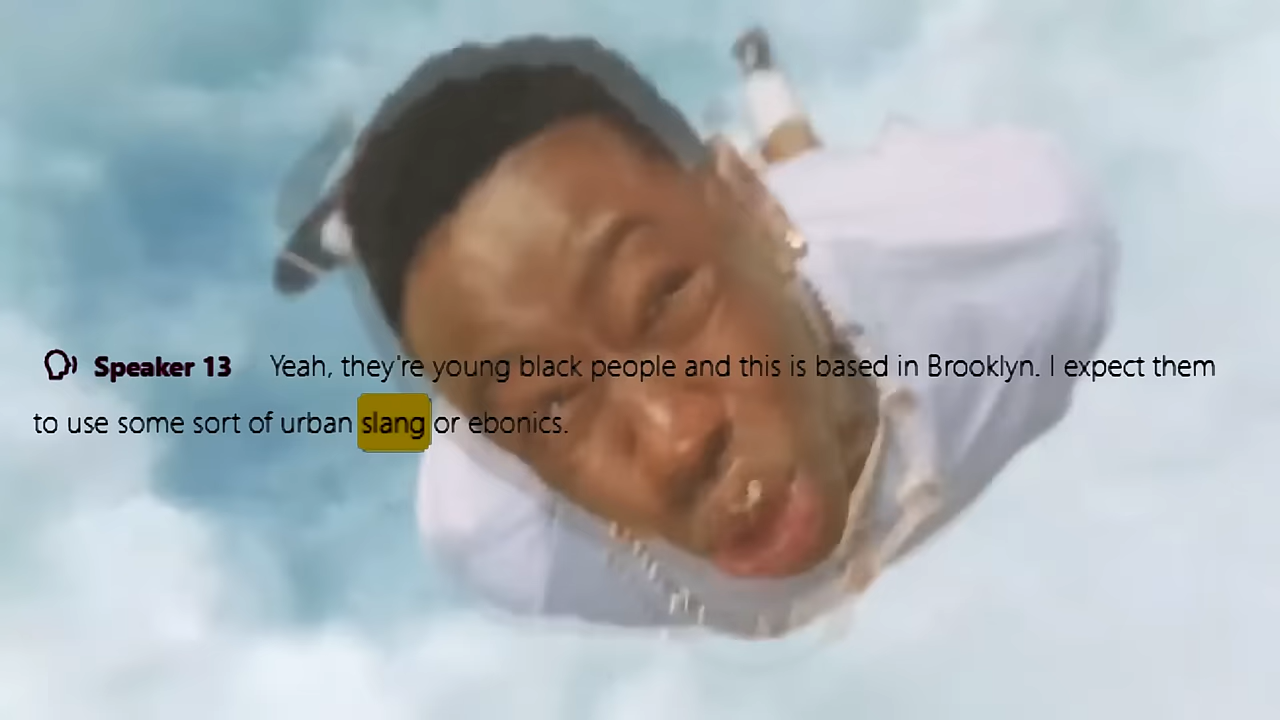 Speaker 13 Yeah, they're young black people and this is based in Brooklyn. I expect them
to use some sort of urban slang or ebonics.